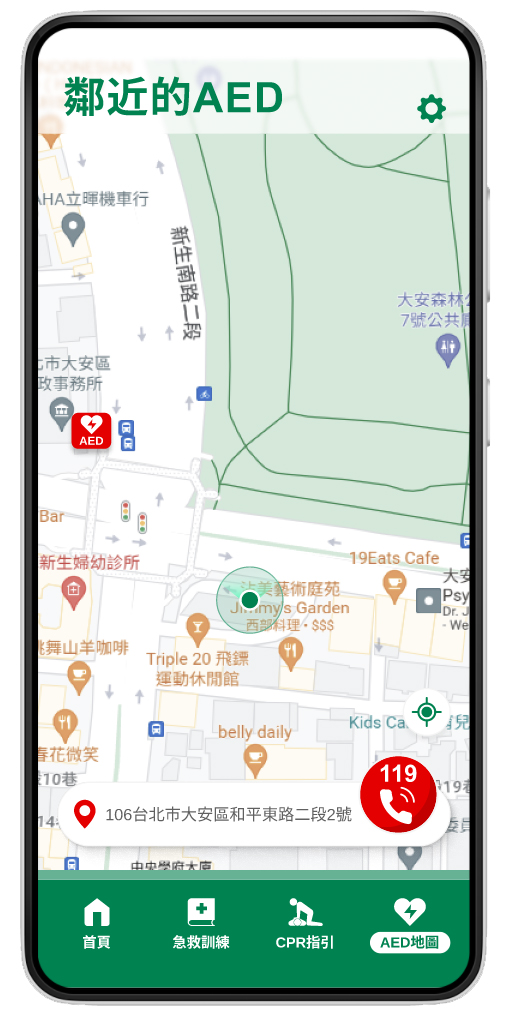 鄰近的AED
AHA立暉機車行
新生南路二段
大安森林公
7號公共廁
北市大安區
政事務所
AED
Bar
新生婦幼診所
19Eats Cafe
大安
Psy
Dr. J
- We
沾美藝術庭苑
Jimmy's Garden
西部料理・$$$
跳舞山羊咖啡
Triple 20 飛鏢
運動休閒館
belly daily
Kids Ca
育兒
春花微笑
10巷
119
19巷
106台北市大安區和平東路二段2號
14
委員
中央學府大廈
首頁
急救訓練
CPR指引
AED地圖